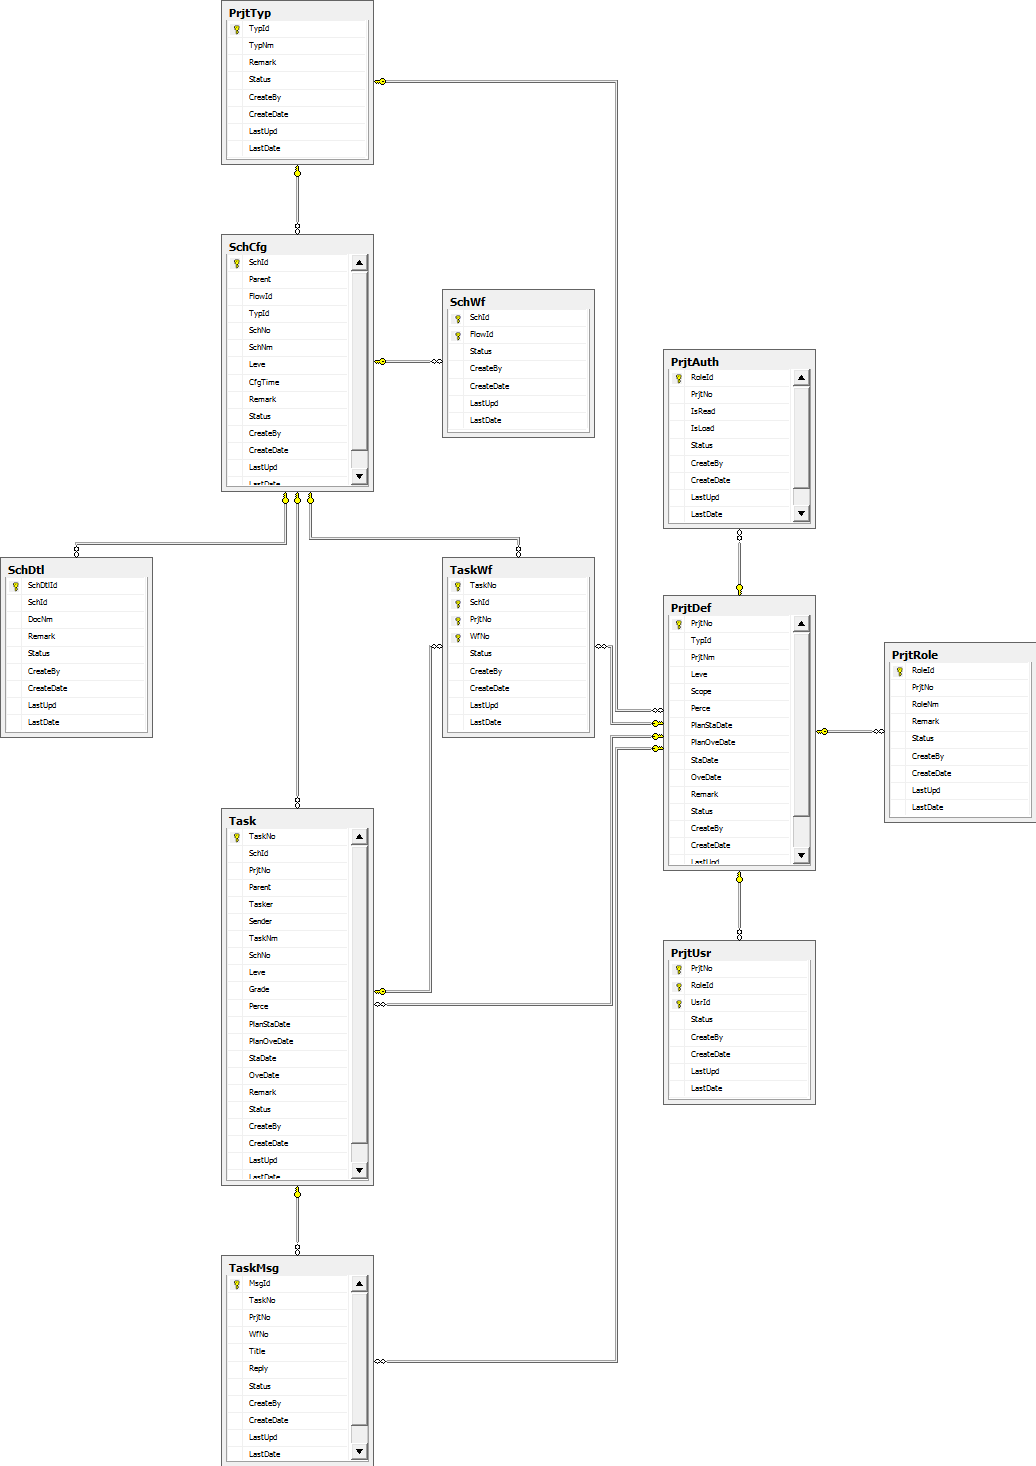 PrjtTyp
TypId
TypNm
Remark
Status
CreateBy
CreateDate
LastUpd
LastDate
SchCfg
SchId
Parent
FlowId
TypId
SchNo
SchNm
Leve
CfgTime
Remark
Status
CreateBy
CreateDate
LastUpd
LastDate
SchWf
SchId
FlowId
Status
CreateBy
CreateDate
LastUpd
LastDate
PrjtAuth
RoleId
PrjtNo
IsRead
IsLoad
Status
CreateBy
CreateDate
LastUpd
LastDate
SchDtl
SchDtlId
SchId
DocNm
Remark
Status
CreateBy
CreateDate
LastUpd
LastDate
TaskWf
TaskNo
SchId
PrjtNo
WfNo
Status
CreateBy
CreateDate
LastUpd
LastDate
PrjtDef
PrjtNo
TypId
PrjtNm
Leve
Scope
Perce
PlanStaDate
PlanOveDate
StaDate
OveDate
Remark
Status
CreateBy
CreateDate
LastUpd
PrjtRole
RoleId
PrjtNo
RoleNm
Remark
Status
CreateBy
CreateDate
LastUpd
LastDate
Task
TaskNo
SchId
PrjtNo
Parent
Tasker
Sender
TaskNm
SchNo
Leve
Grade
Perce
PlanStaDate
PlanOveDate
StaDate
OveDate
Remark
Status
CreateBy
CreateDate
LastUpd
LastDate
PrjtUsr
PrjtNo
RoleId
UsrId
Status
CreateBy
CreateDate
LastUpd
LastDate
TaskMsg
MsgId
TaskNo
PrjtNo
WfNo
Title
Reply
Status
CreateBy
CreateDate
LastUpd
LastDate